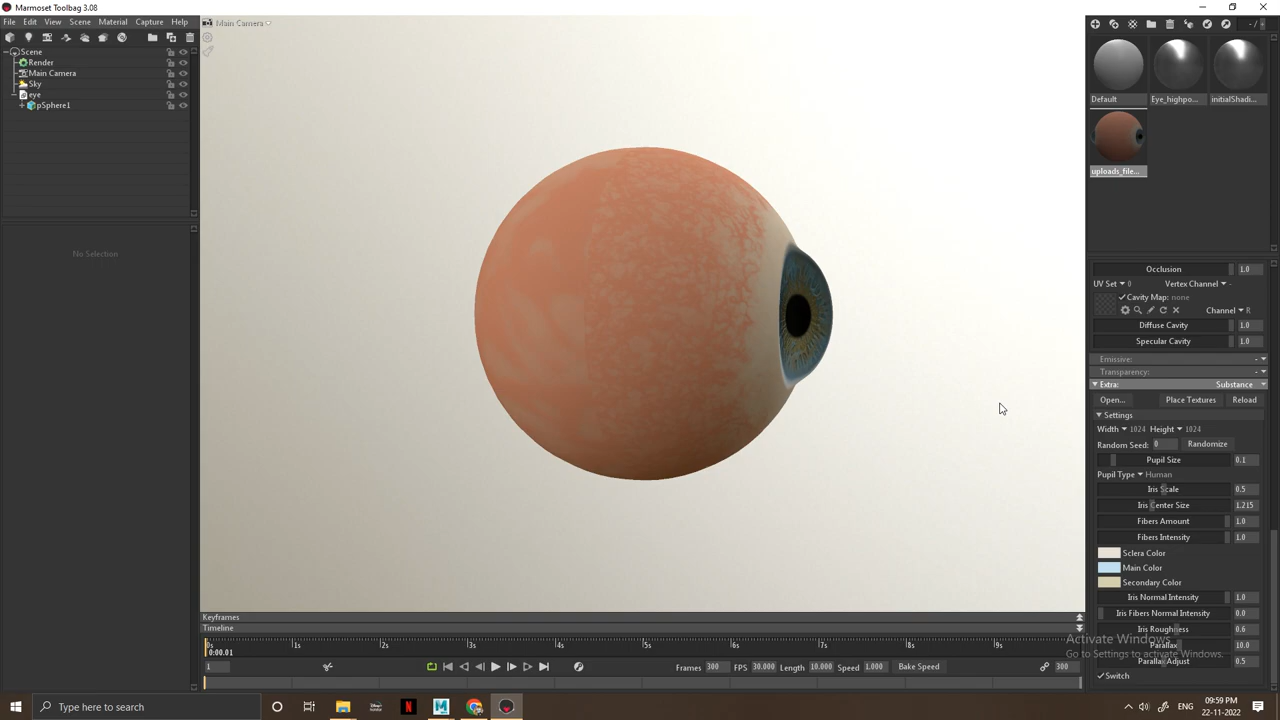 Marmoset Toolbag 3.08
File Edit View Scene Material Capture Help
Main Camera
- / +
Scene
Render
Main Camera
Sky
eye
pSphere1
No Selection
Default Eye_highpo... initialShadi...
uploads_file...
Occlusion 1.0
UV Set 0 Vertex Channel -
Cavity Map: none
Channel R
Diffuse Cavity 1.0
Specular Cavity 1.0
Emissive: -
Transparency: -
Extra: Substance
Open... Place Textures Reload
Settings
Width 1024 Height 1024
Random Seed: 0 Randomize
Pupil Size 0.1
Pupil Type Human
Iris Scale 0.5
Iris Center Size 1.215
Fibers Amount 1.0
Fibers Intensity 1.0
Sclera Color
Main Color
Secondary Color
Iris Normal Intensity 1.0
Iris Fibers Normal Intensity 0.0
Iris Roughness 0.6
Parallax 10.0
Parallax Adjust 0.5
Switch
Activate Windows
Go to Settings to activate Windows.
Keyframes
Timeline
0s 1s 2s 3s 4s 5s 6s 7s 8s 9s
0:00.01
1 Frames 300 FPS 30.000 Length 10.000 Speed 1.000 Bake Speed 300
Type here to search
ENG
09:59 PM
22-11-2022